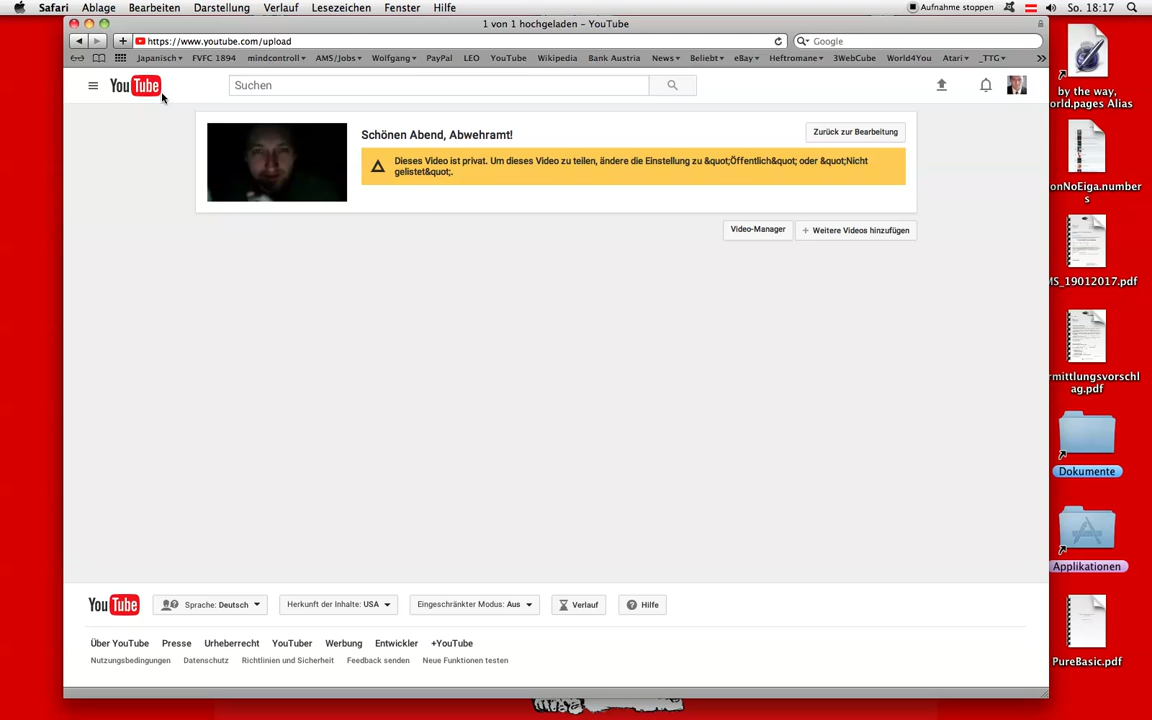 Safari Ablage Bearbeiten Darstellung Verlauf Lesezeichen Fenster Hilfe Aufnahme stoppen So. 18:17
1 von 1 hochgeladen – YouTube
https://www.youtube.com/upload Google
Japanisch FVFC 1894 mindcontroll AMS/Jobs LEO Wolfgang PayPal YouTube Wikipedia Bank Austria News Beliebt eBay Heftromane 3WebCube World4You Atari _TTG
YouTube Suchen
Schönen Abend, Abwehramt! Zurück zur Bearbeitung
Dieses Video ist privat. Um dieses Video zu teilen, ändere die Einstellung zu &quot;Öffentlich&quot; oder &quot;Nicht
gelistet&quot;.
Video-Manager + Weitere Videos hinzufügen
YouTube Sprache: Deutsch Herkunft der Inhalte: USA Eingeschränkter Modus: Aus Verlauf Hilfe
Über YouTube Presse Urheberrecht YouTuber Werbung Entwickler +YouTube
Nutzungsbedingungen Datenschutz Richtlinien und Sicherheit Feedback senden Neue Funktionen testen
by the way,
rld.pages Alias
onNoEiga.number
s
MS_19012017.pdf
rmittlungsvorschl
ag.pdf
Dokumente
Applikationen
PureBasic.pdf